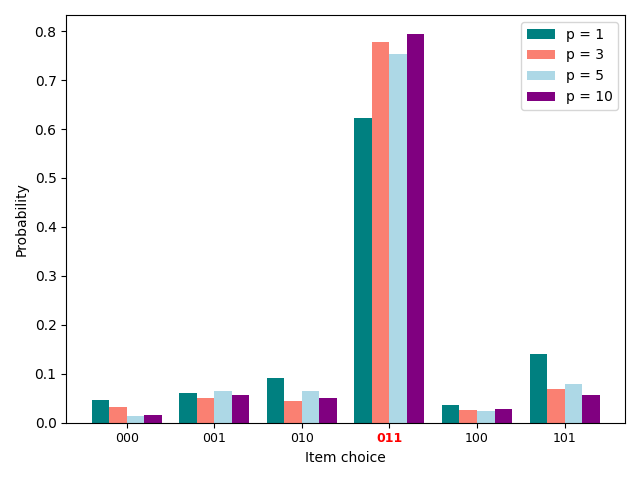 0.8
0.7
0.6
0.5
0.4
0.3
0.2
0.1
0.0
Probability
000 001 010 011 100 101
Item choice
p = 1
p = 3
p = 5
p = 10